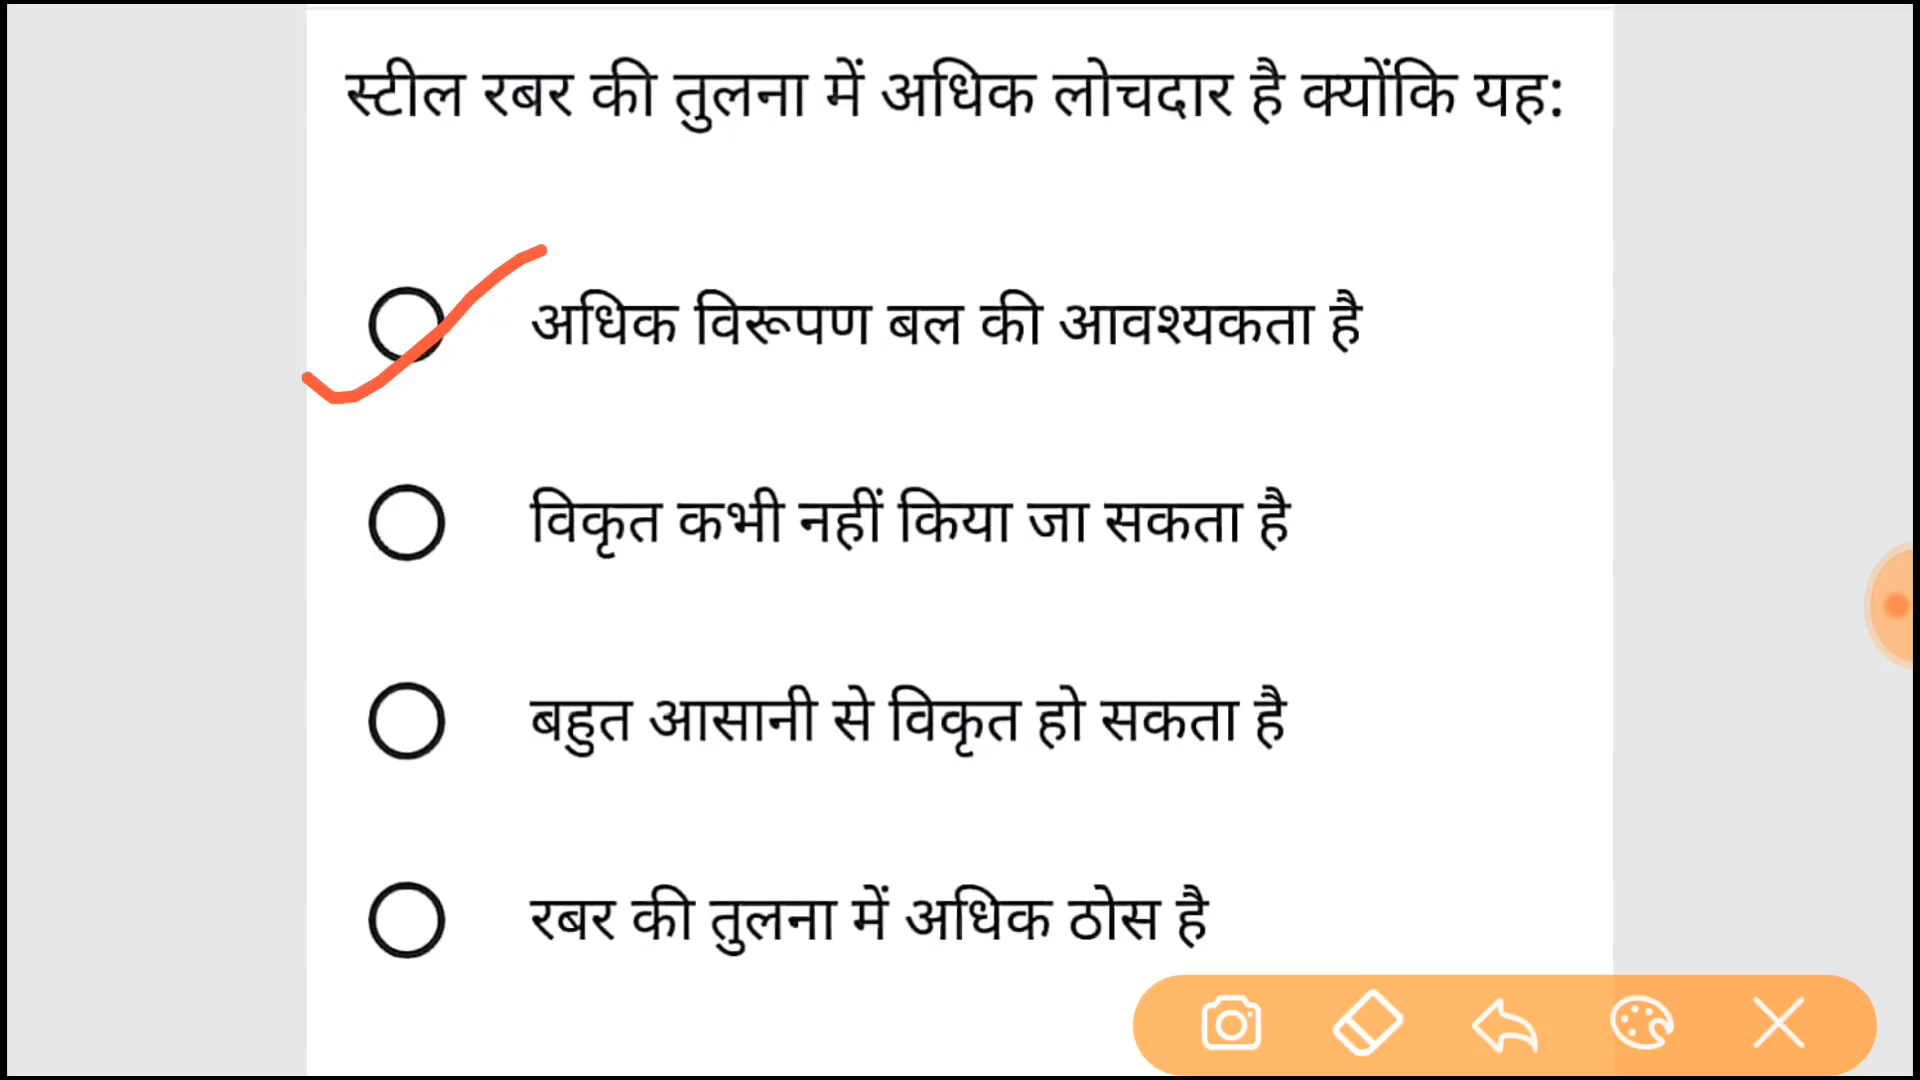 स्टील रबर की तुलना में अधिक लोचदार है क्योंकि यह:
अधिक विरूपण बल की आवश्यकता है
विकृत कभी नहीं किया जा सकता है
बहुत आसानी से विकृत हो सकता है
रबर की तुलना में अधिक ठोस है